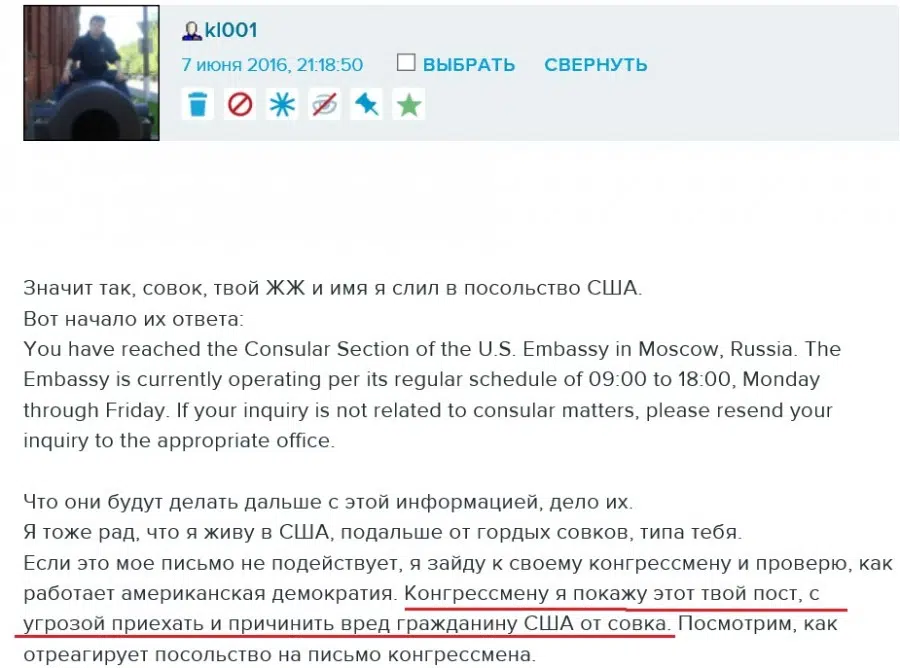 kl001
7 июня 2016, 21:18:50 ВЫБРАТЬ СВЕРНУТЬ
Значит так, совок, твой ЖЖ и имя я слил в посольство США.
Вот начало их ответа:
You have reached the Consular Section of the U.S. Embassy in Moscow, Russia. The
Embassy is currently operating per its regular schedule of 09:00 to 18:00, Monday
through Friday. If your inquiry is not related to consular matters, please resend your
inquiry to the appropriate office.
Что они будут делать дальше с этой информацией, дело их.
Я тоже рад, что я живу в США, подальше от гордых совков, типа тебя.
Если это мое письмо не подействует, я зайду к своему конгрессмену и проверю, как
работает американская демократия. Конгрессмену я покажу этот твой пост, с
угрозой приехать и причинить вред гражданину США от совка. Посмотрим, как
отреагирует посольство на письмо конгрессмена.